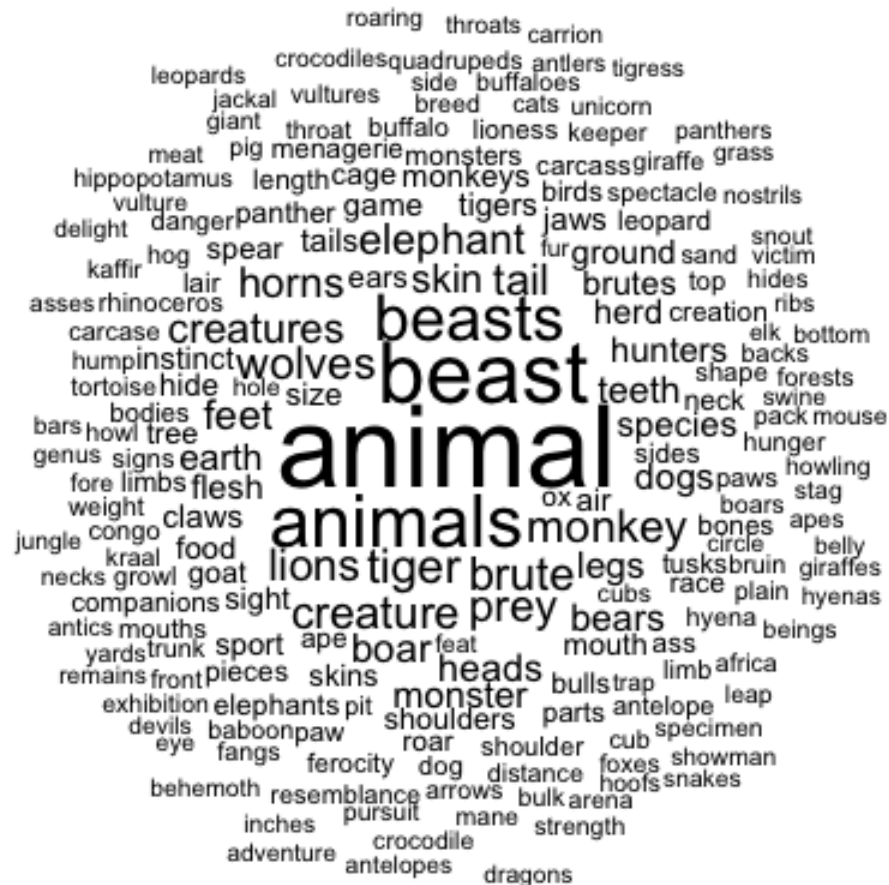 roaring throats carrion
crocodiles quadrupeds antlers tigress
leopards side buffaloes
jackal vultures breed cats unicorn
giant throat buffalo lioness keeper panthers
meat pig menagerie monsters carcass giraffe grass
hippopotamus length cage monkeys birds spectacle nostrils
vulture danger panther game tigers jaws leopard
delight hog spear tails elephant fur ground sand snout victim
kaffir lair horns ears skin tail brutes top hides
asses rhinoceros beasts herd creation ribs
carcase creatures hunters elk bottom backs
hump instinct wolves beast shape forests
tortoise hide hole size teeth neck swine
bars bodies feet animal species pack mouse
howl tree hunger
genus signs earth sides howling
fore limbs flesh dogs paws stag
weight claws animals ox air monkey bones boars apes
jungle congo food circle belly
kraal goat lions tiger brute legs tusks bruin giraffes
necks growl cubs race plain hyenas
companions sight creature prey bears hyena beings
antics mouths
yards trunk sport ape boar feat mouth ass
remains front pieces skins heads bulls trap limb africa
exhibition elephants pit monster parts antelope leap
devils baboon paw shoulders specimen
eye fangs roar shoulder cub showman
ferocity dog distance foxes
behemoth resemblance arrows bulk arena hoofs snakes
inches pursuit mane strength
adventure crocodile
antelopes dragons